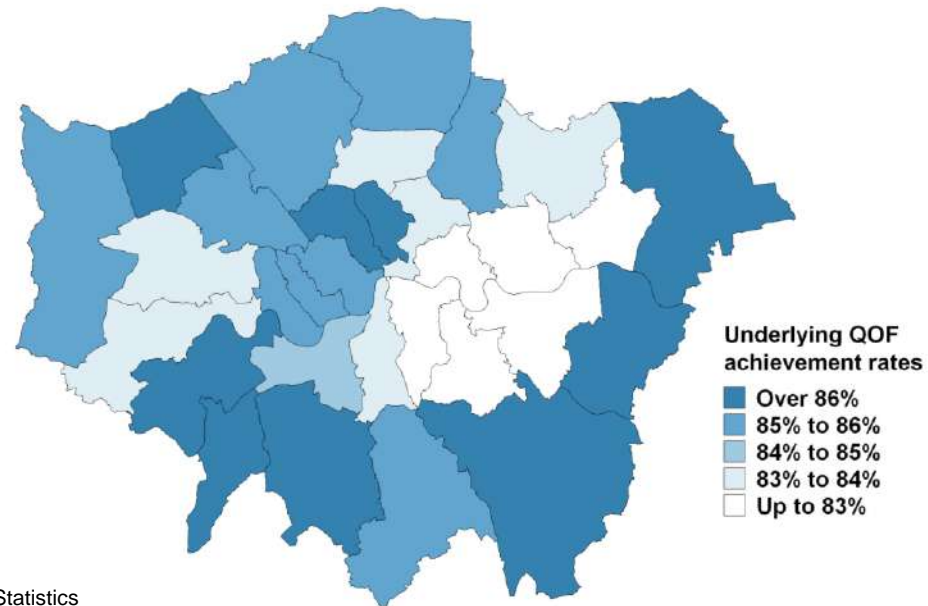 Underlying QOF
achievement rates
Over 86%
85% to 86%
84% to 85%
83% to 84%
Up to 83%
Statistics